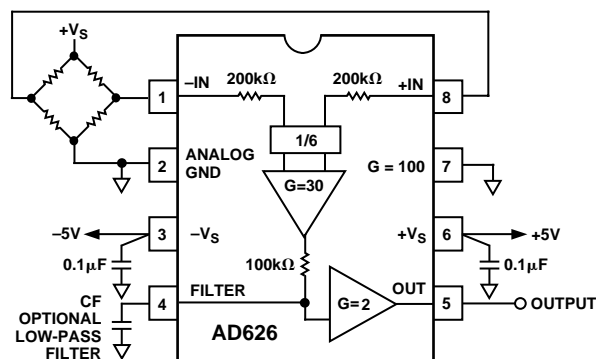 +VS
–IN
200kΩ
200kΩ
+IN
1
8
1/6
2
ANALOG
GND
G = 100
7
G=30
–5V
3
–VS
+VS
6
+5V
0.1µF
100kΩ
0.1µF
CF
OPTIONAL
LOW-PASS
FILTER
4
FILTER
G=2
OUT
5
OUTPUT
AD626